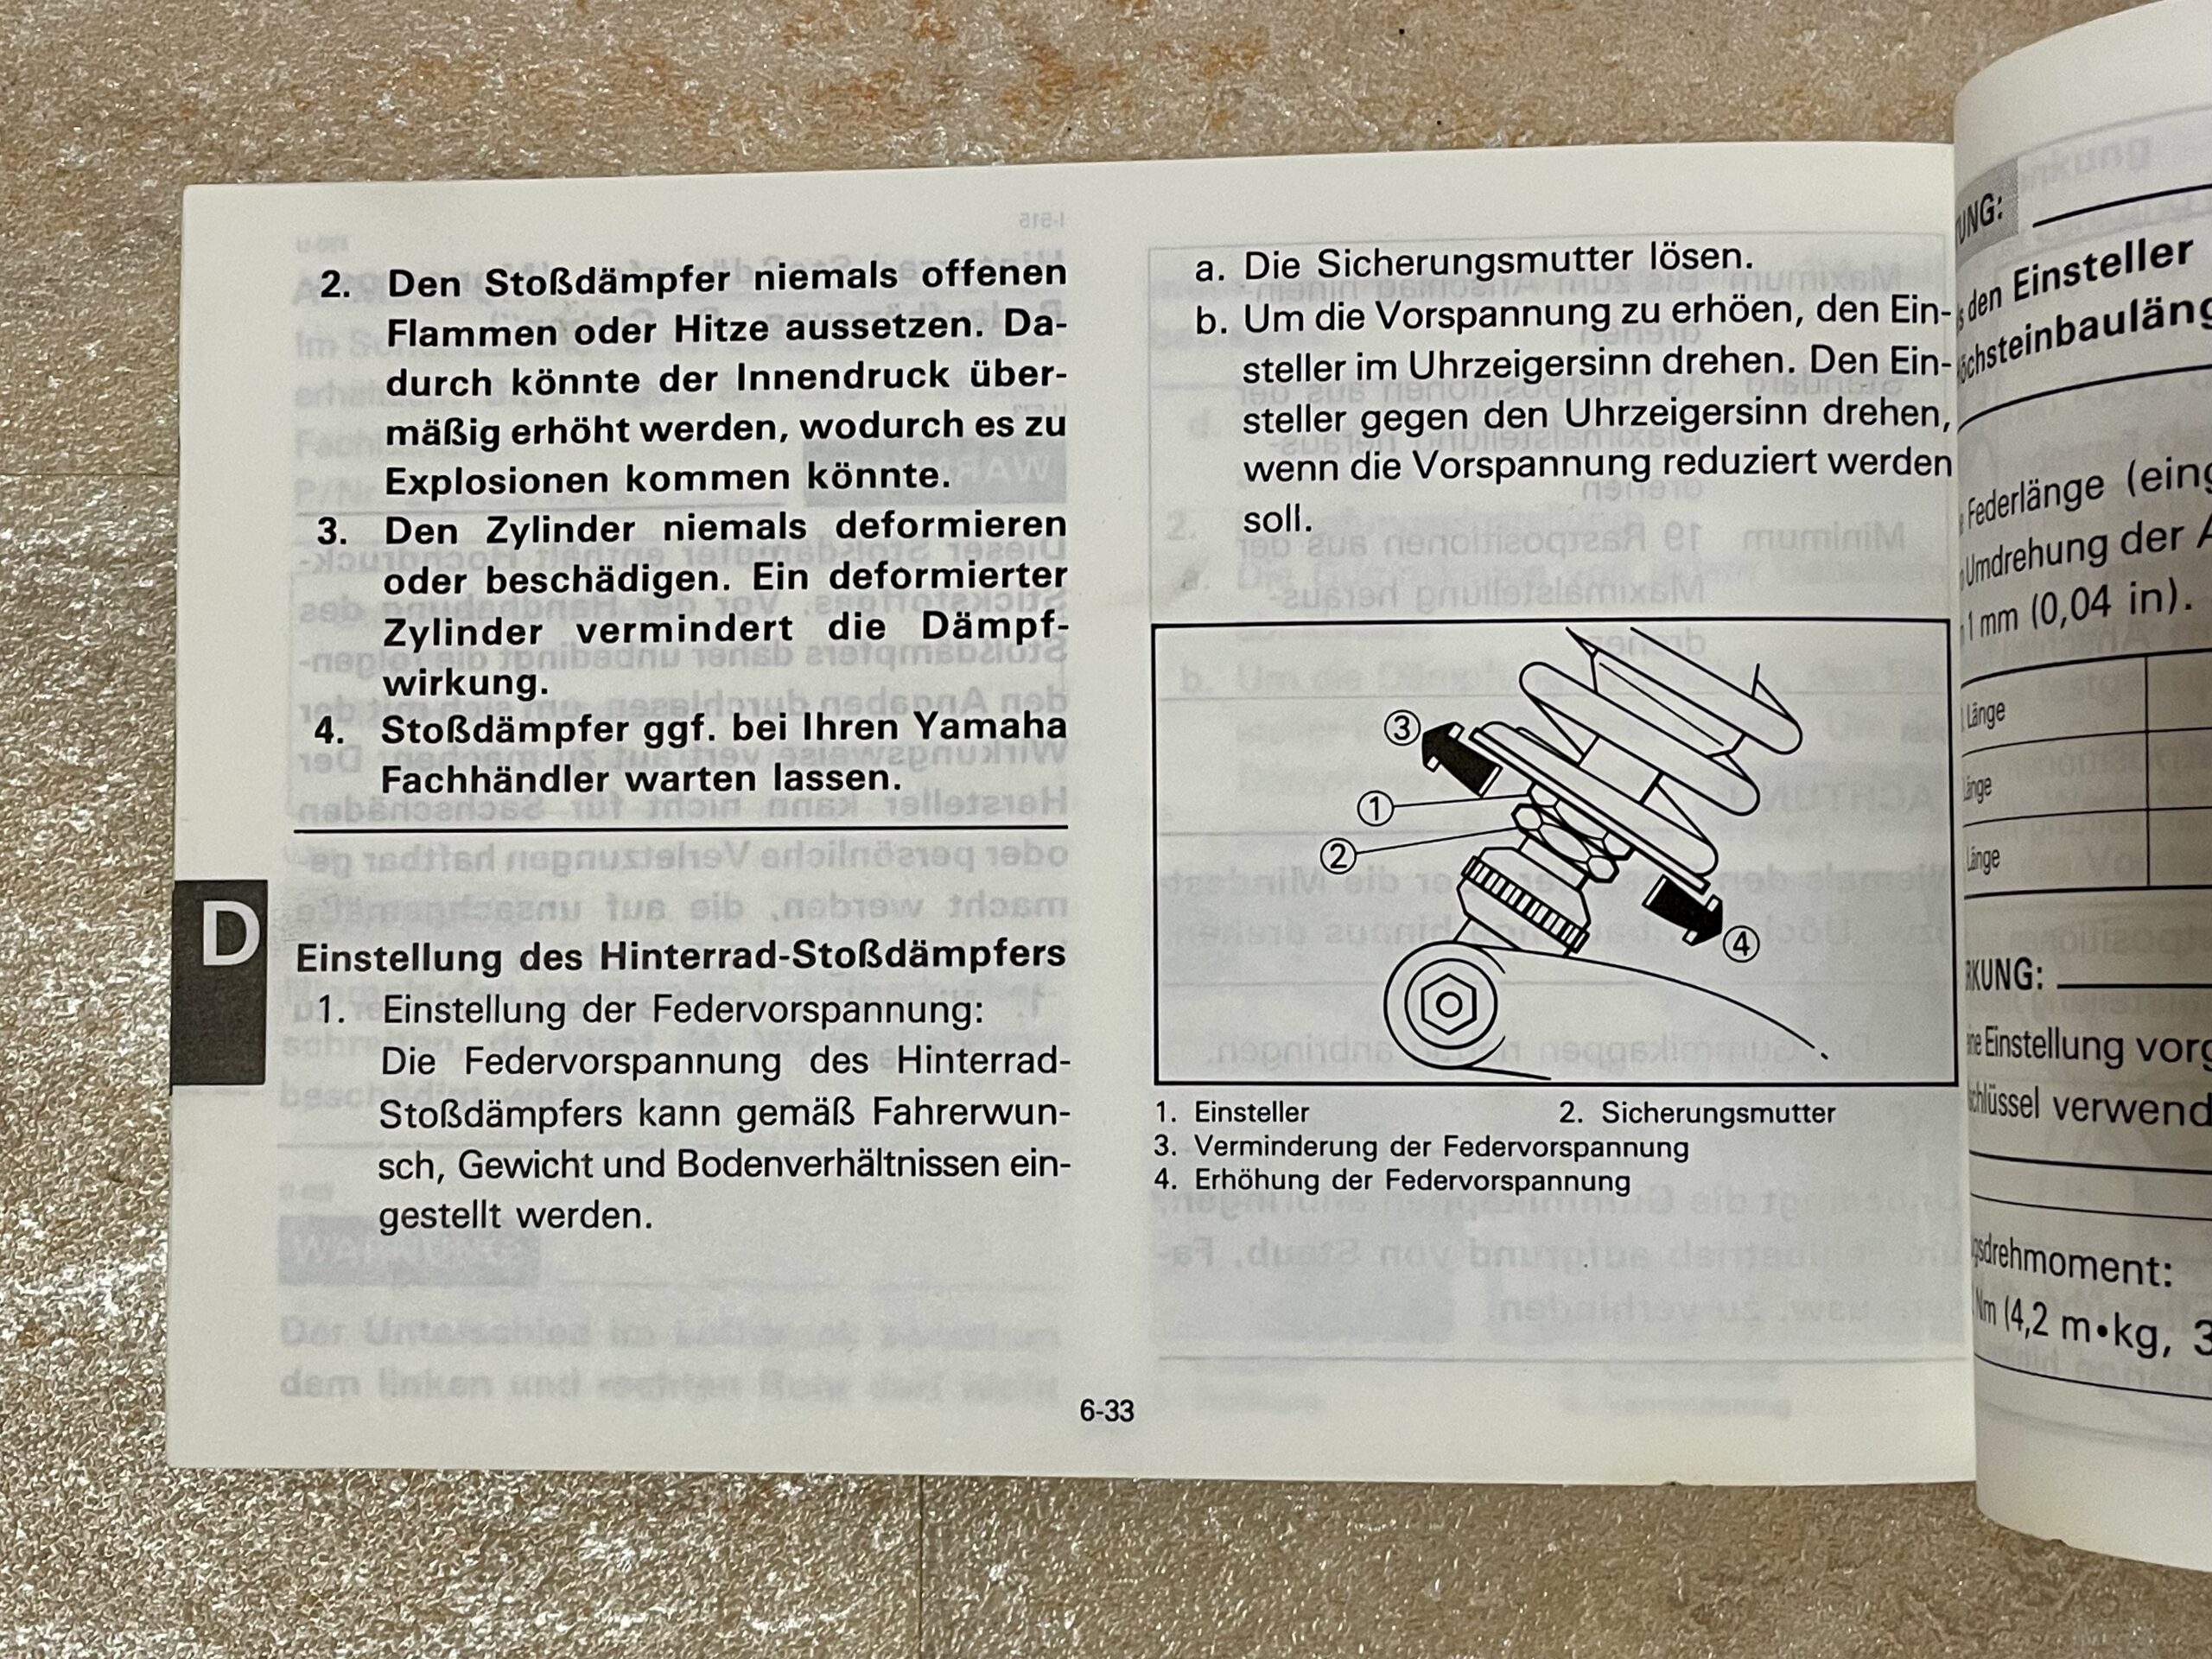 2. Den Stoßdämpfer niemals offenen
Flammen oder Hitze aussetzen. Da-
durch könnte der Innendruck über-
mäßig erhöht werden, wodurch es zu
Explosionen kommen könnte.
3. Den Zylinder niemals deformieren
oder beschädigen. Ein deformierter
Zylinder vermindert die Dämpf-
wirkung.
4. Stoßdämpfer ggf. bei Ihren Yamaha
Fachhändler warten lassen.
D
Einstellung des Hinterrad-Stoßdämpfers
1. Einstellung der Federvorspannung:
Die Federvorspannung des Hinterrad-
Stoßdämpfers kann gemäß Fahrerwun-
sch, Gewicht und Bodenverhältnissen ein-
gestellt werden.
a. Die Sicherungsmutter lösen.
b. Um die Vorspannung zu erhöen, den Ein-
steller im Uhrzeigersinn drehen. Den Ein-
steller gegen den Uhrzeigersinn drehen,
wenn die Vorspannung reduziert werden
soll.
3
1
2
4
1. Einsteller 2. Sicherungsmutter
3. Verminderung der Federvorspannung
4. Erhöhung der Federvorspannung
6-33
den Einsteller
Federlänge (eing
Umdrehung der A
1 mm (0,04 in).
Länge
Länge
Länge
RKUNG:
Einstellung vorg
schlüssel verwend
drehmoment:
Nm (4,2 m•kg, 3